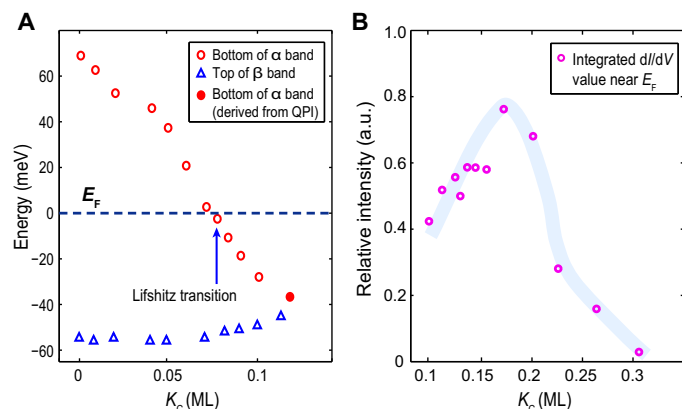 A
60
40
20
0
−20
−40
−60
Energy (meV)
Bottom of α band
Top of β band
Bottom of α band
(derived from QPI)
E_F
Lifshitz transition
0
0.05
0.1
K_c (ML)
B
1.0
0.8
0.6
0.4
0.2
0
Relative intensity (a.u.)
Integrated dI/dV
value near E_F
0.1
0.15
0.2
0.25
0.3
K_c (ML)